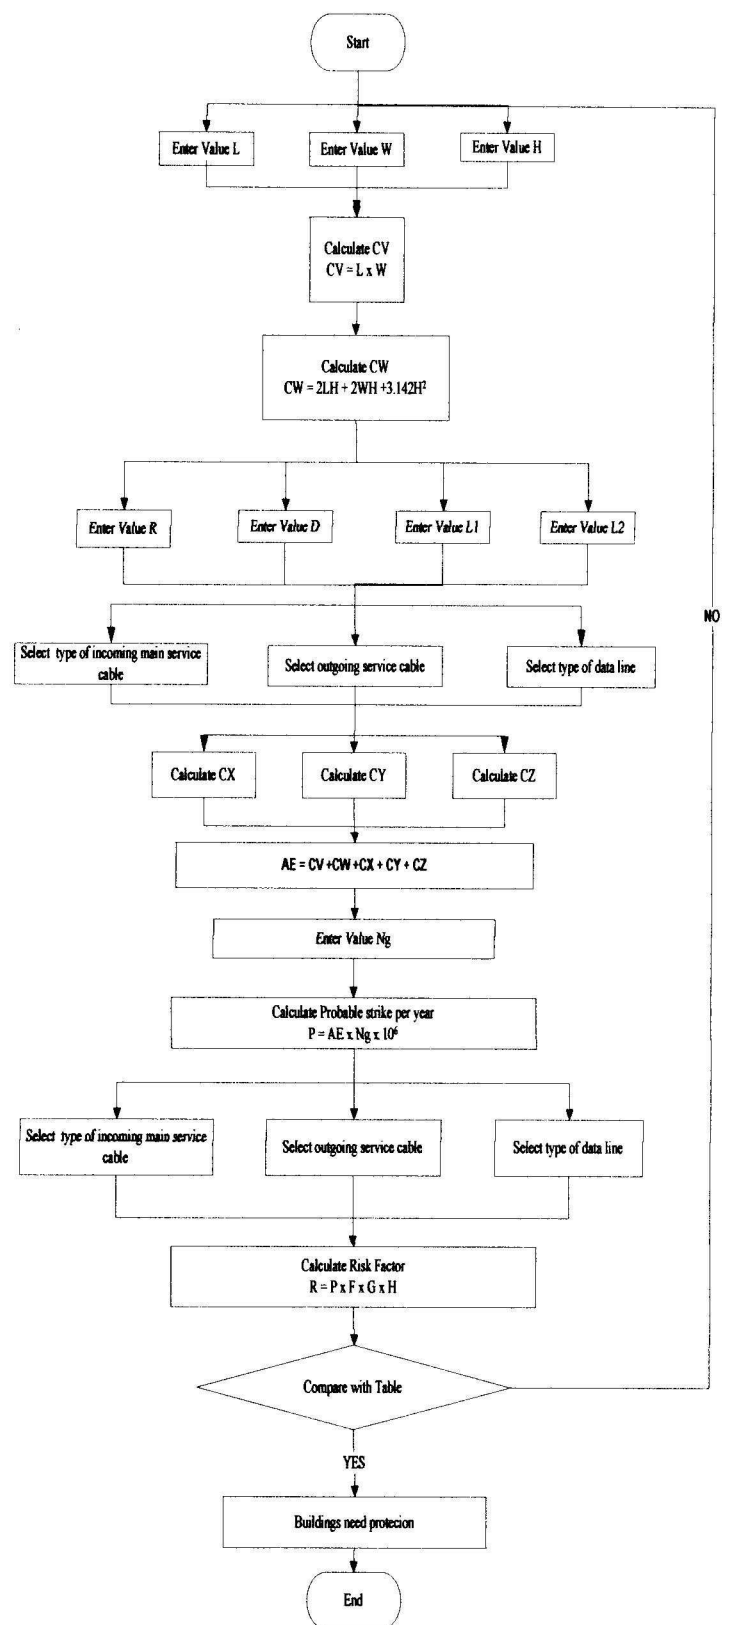 Start
Enter Value L
Enter Value W
Enter Value H
Calculate CV
CV = L x W
Calculate CW
CW = 2LH + 2WH +3.142H²
Enter Value R
Enter Value D
Enter Value L1
Enter Value L2
NO
Select type of incoming main service
cable
Select outgoing service cable
Select type of data line
Calculate CX
Calculate CY
Calculate CZ
AE = CV +CW +CX + CY + CZ
Enter Value Ng
Calculate Probable strike per year
P = AE x Ng x 10⁶
Select type of incoming main service
cable
Select outgoing service cable
Select type of data line
Calculate Risk Factor
R = P x F x G x H
Compare with Table
YES
Buildings need protecion
End